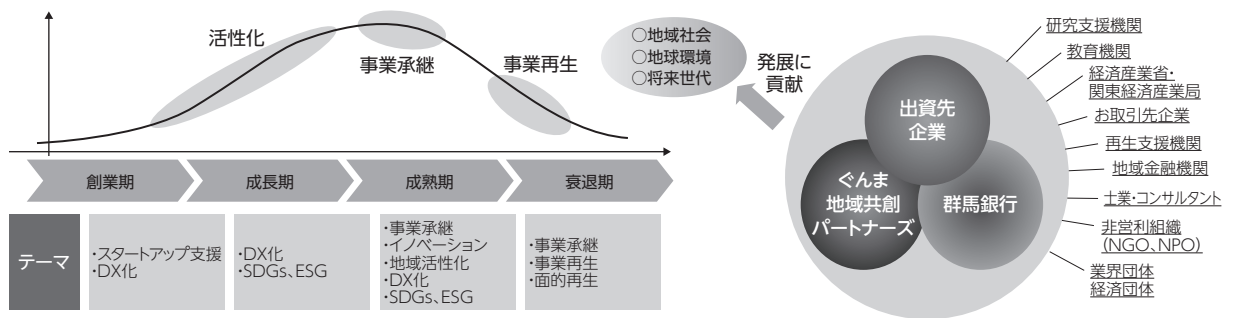 活性化
事業承継
事業再生
創業期
成長期
成熟期
衰退期
テーマ
・スタートアップ支援
・DX化
・DX化
・SDGs、ESG
・事業承継
・イノベーション
・地域活性化
・DX化
・SDGs、ESG
・事業承継
・事業再生
・面的再生
○地域社会
○地球環境
○将来世代
発展に
貢献
出資先
企業
ぐんま
地域共創
パートナーズ
群馬銀行
研究支援機関
教育機関
経済産業省・
関東経済産業局
お取引先企業
再生支援機関
地域金融機関
士業・コンサルタント
非営利組織
(NGO、NPO)
業界団体
経済団体